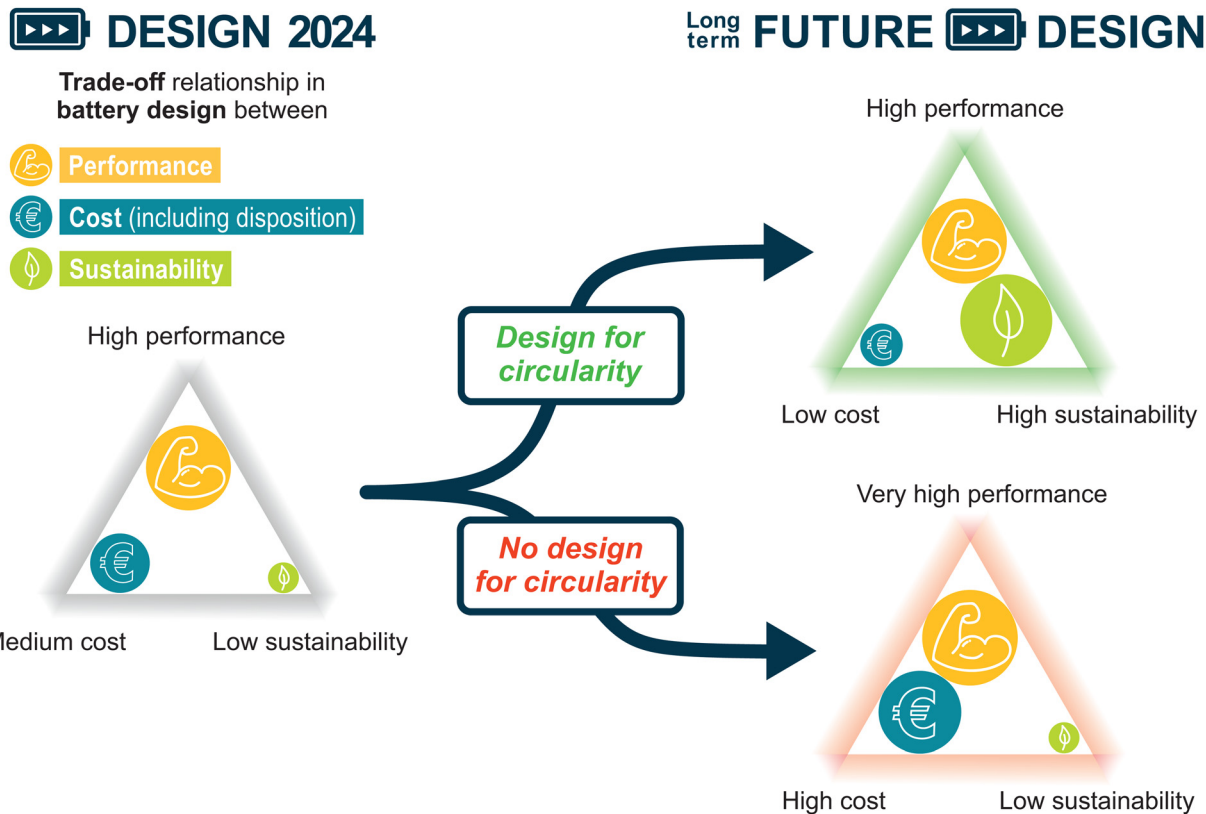 DESIGN 2024
Trade-off relationship in
battery design between
Performance
€
Cost (including disposition)
Sustainability
High performance
€
Medium cost
Low sustainability
Design for
circularity
No design
for circularity
Long
term
FUTURE
DESIGN
High performance
€
Low cost
High sustainability
Very high performance
€
High cost
Low sustainability